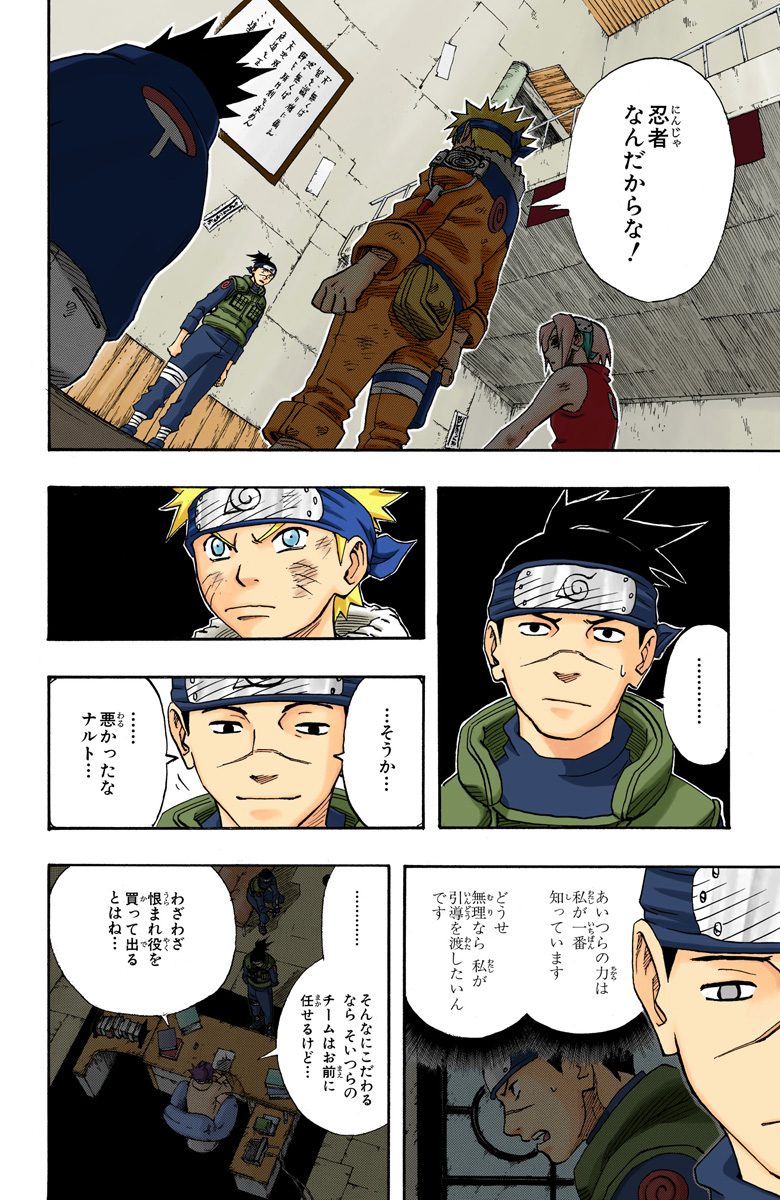 忍者
なんだからな!
…………
…そうか…
……
悪かったな
ナルト…
あいつらの力は
私が一番
知っています
どうせ
無理なら 私が
引導を渡したいん
です
…………
そんなにこだわる
なら そいつらの
チームはお前に
任せるけど…
わざわざ
恨まれ役を
買って出る
とはね…